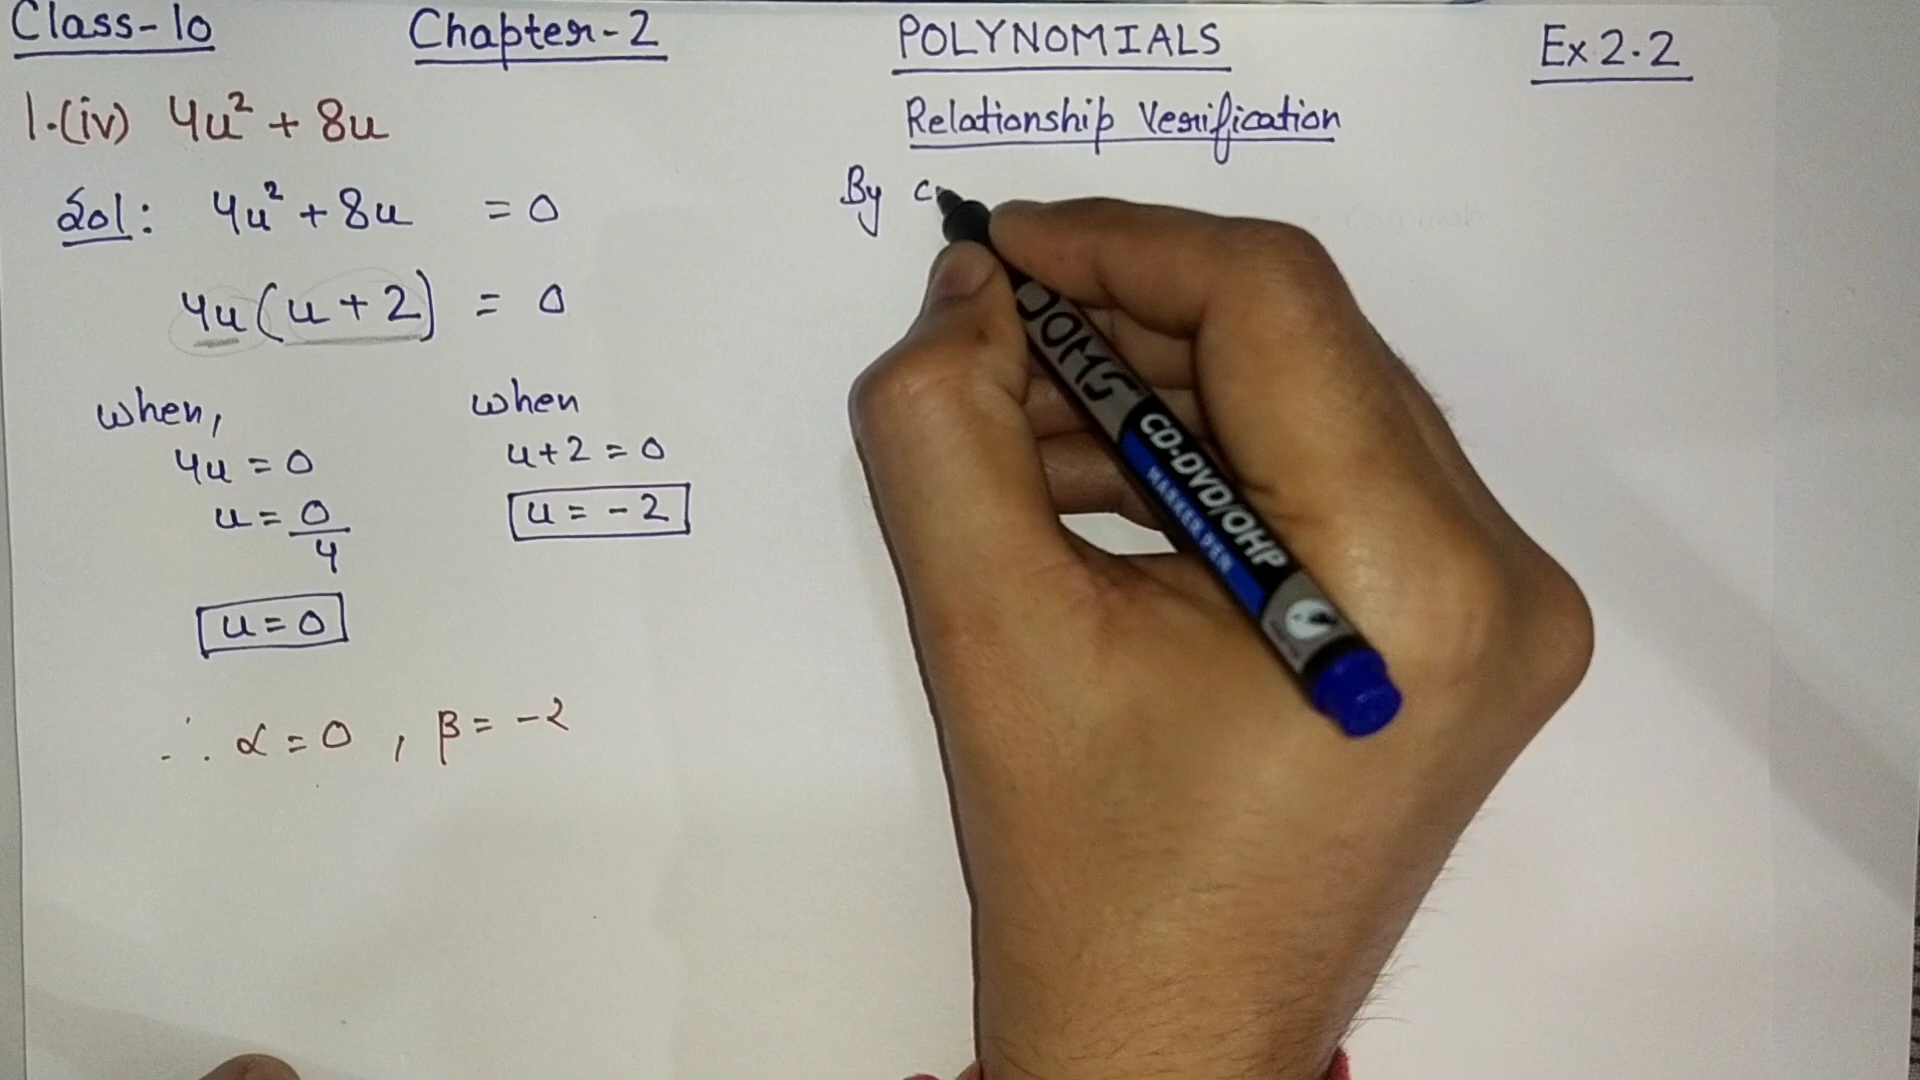 Class-10 Chapter-2 POLYNOMIALS Ex 2.2
1.(iv) 4u² + 8u
Sol: 4u² + 8u = 0
4u(u+2) = 0
when,
4u = 0
u = 0/4
u = 0
when
u+2 = 0
u = -2
∴ α = 0 , β = -2
Relationship Verification
By c
OOMS
CD-DVD/OHP
MARKER PEN